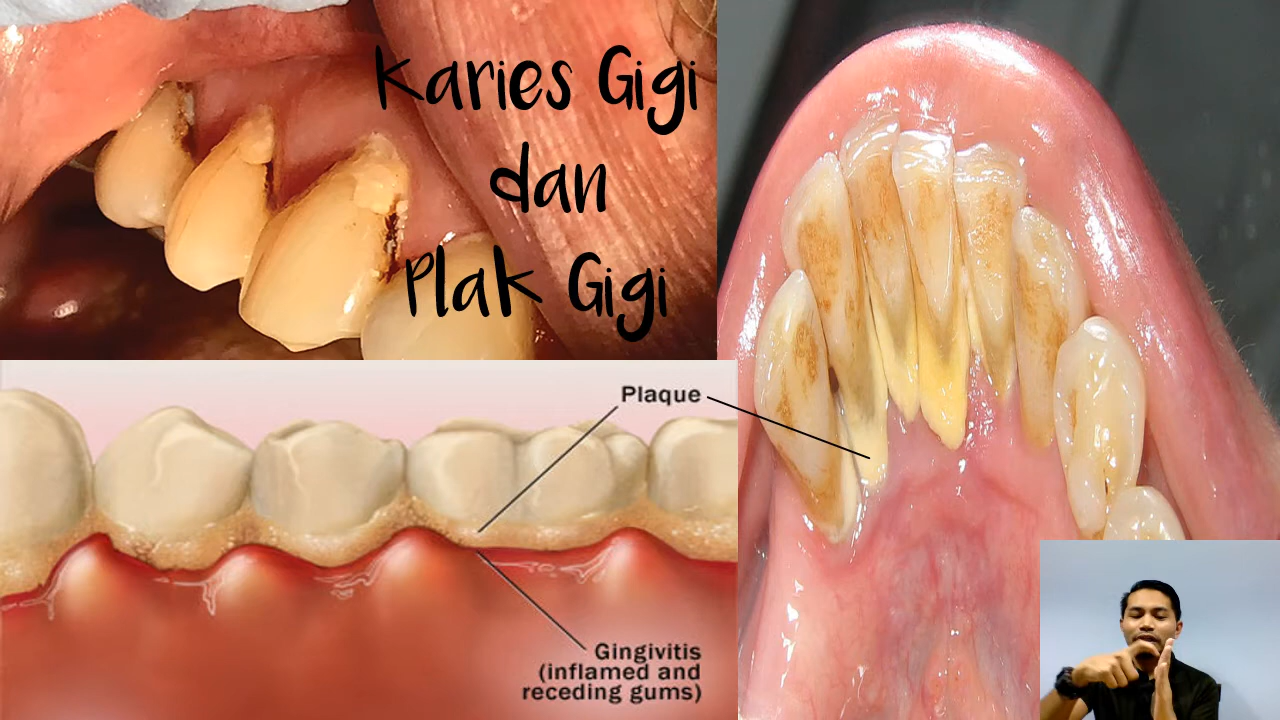 Karies Gigi
dan
Plak Gigi
Plaque
Gingivitis
(inflamed and
receding gums)